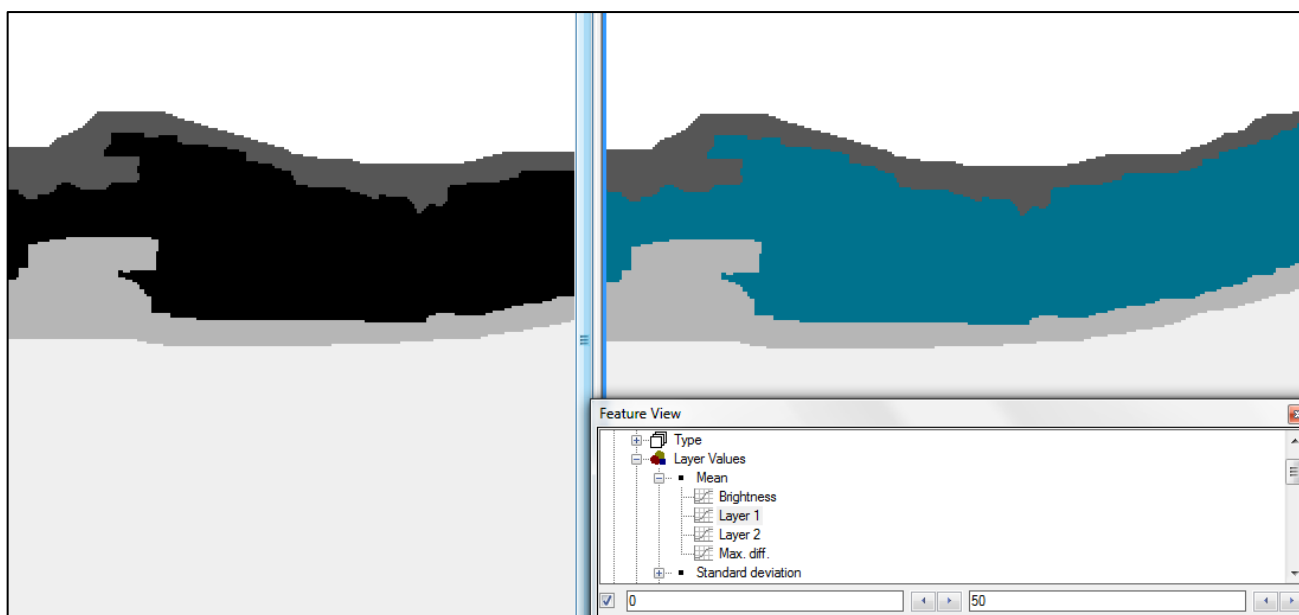 Feature View
Type
Layer Values
Mean
Brightness
Layer 1
Layer 2
Max. diff.
Standard deviation
0 50